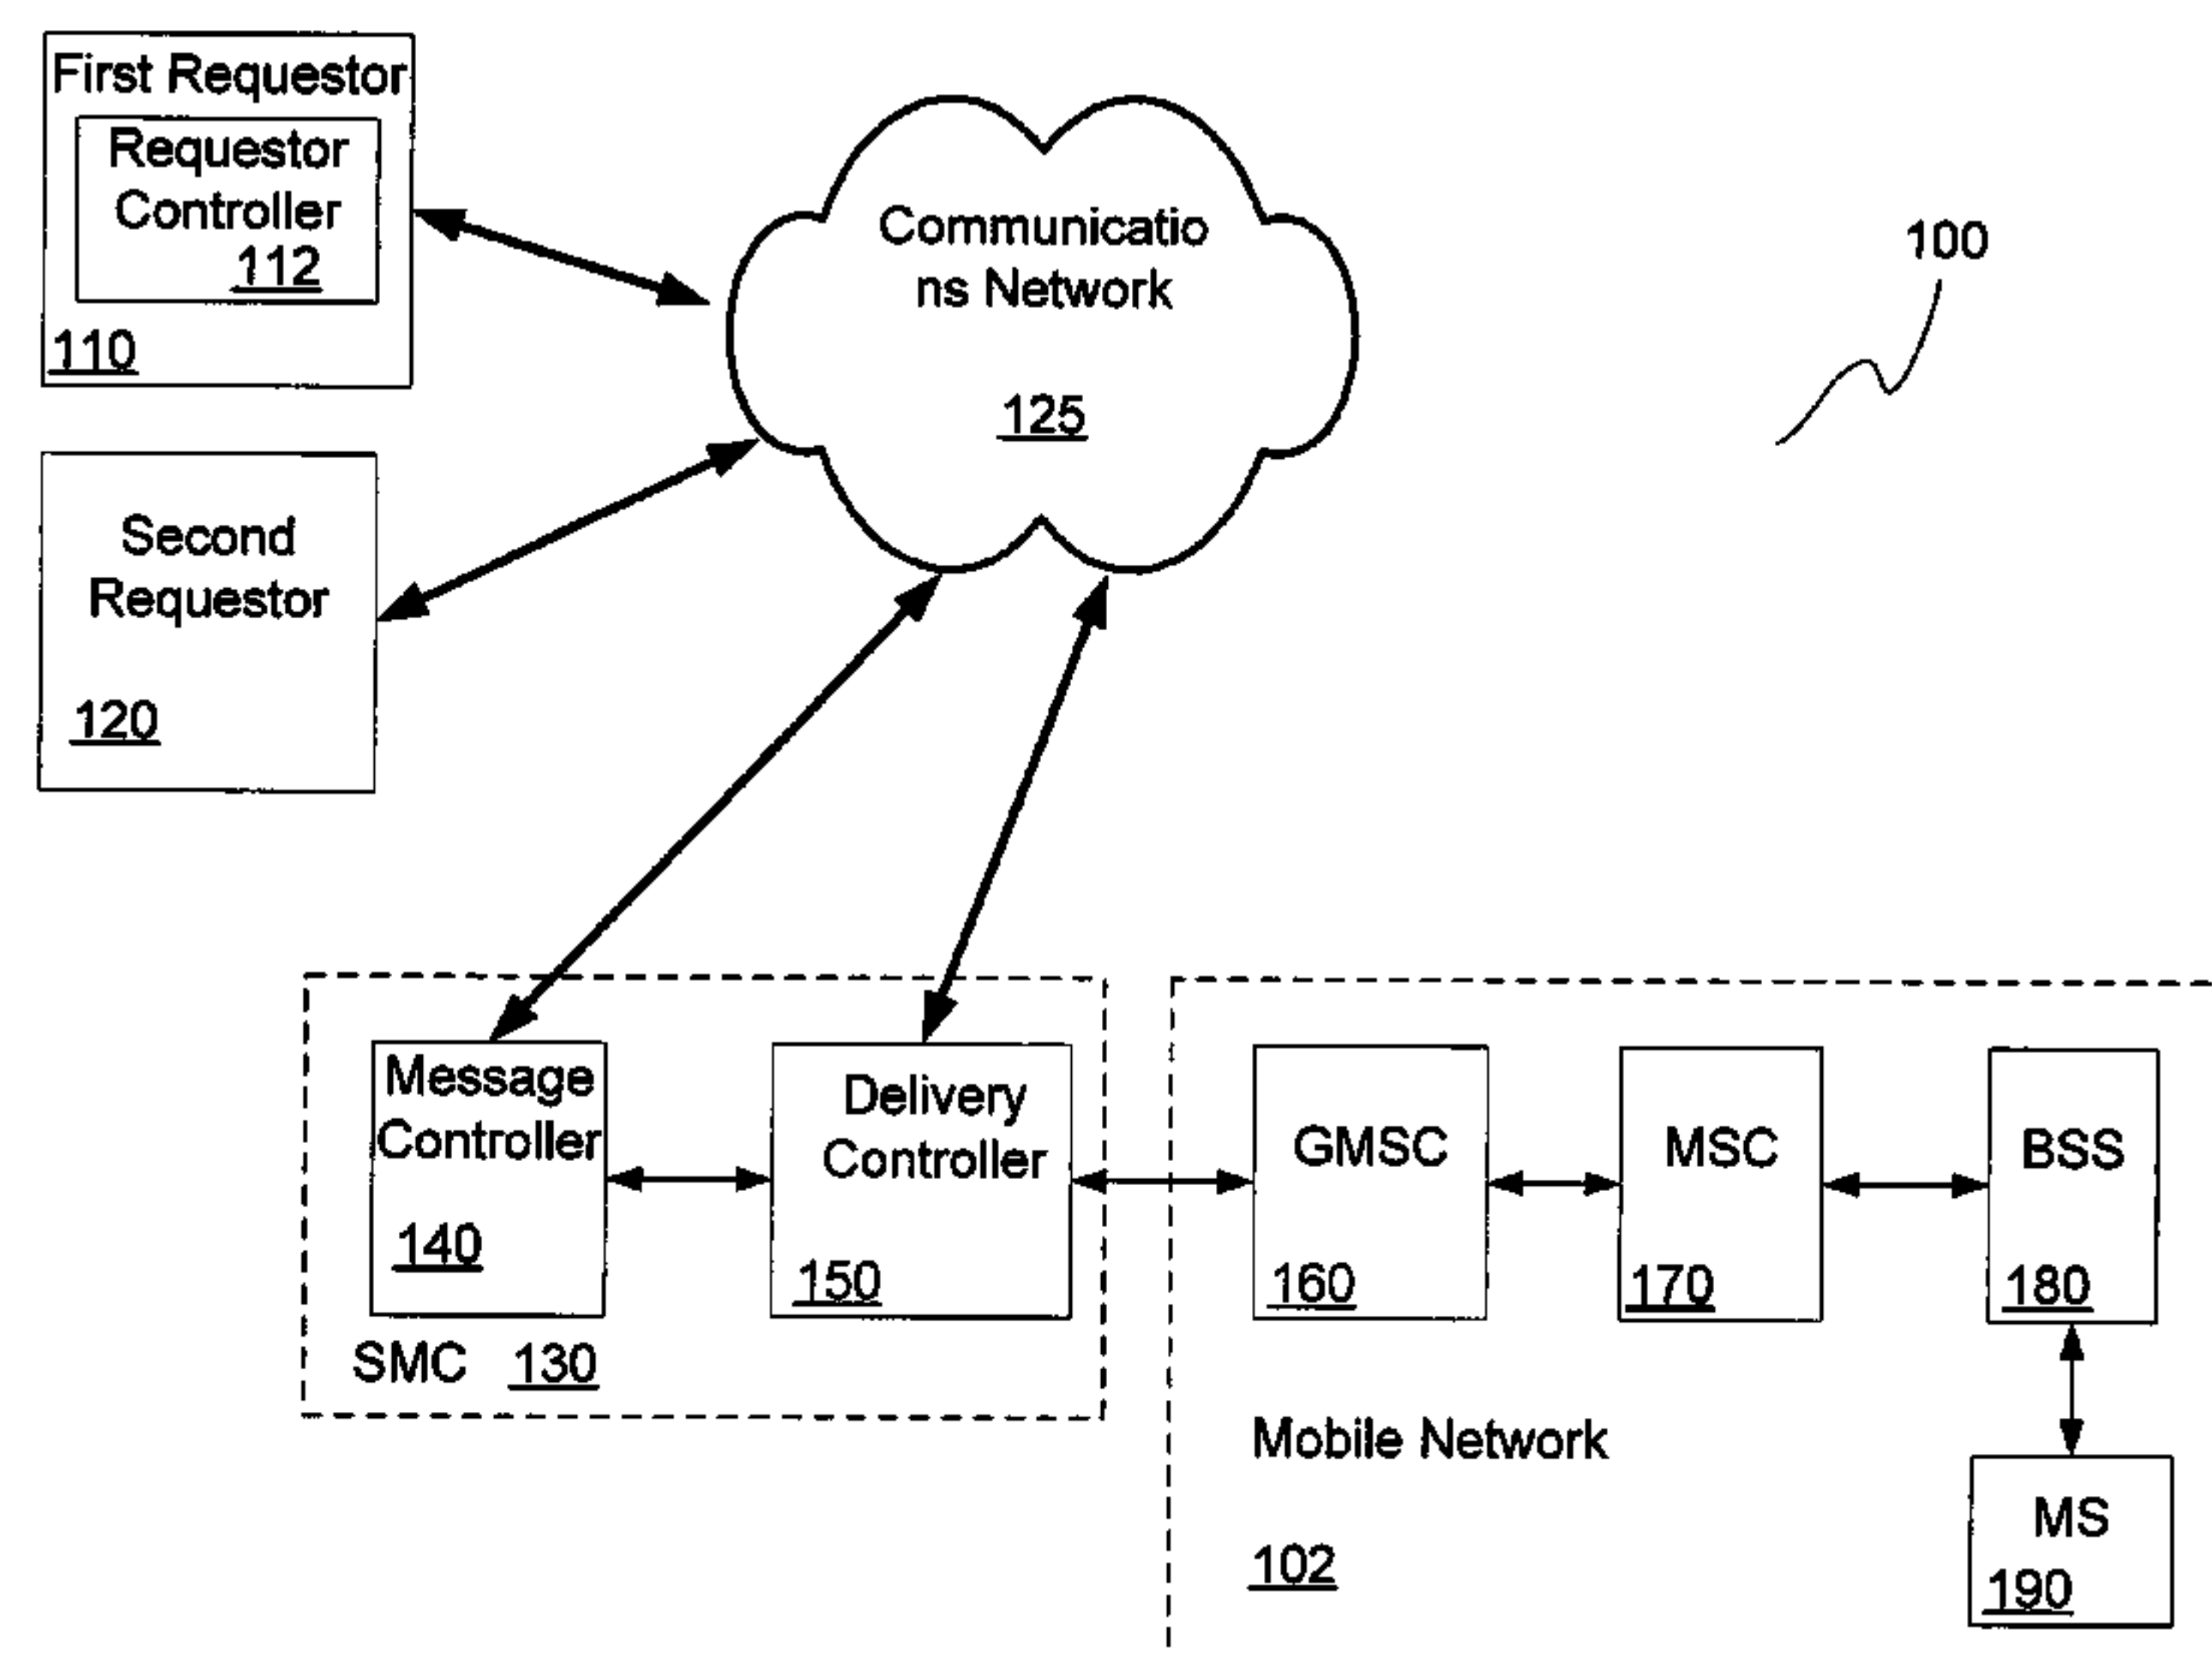 First Requestor
Requestor
Controller
112
110
Communicatio
ns Network
125
100
Second
Requestor
120
Message
Controller
140
Delivery
Controller
150
SMC 130
GMSC
160
MSC
170
BSS
180
Mobile Network
102
MS
190